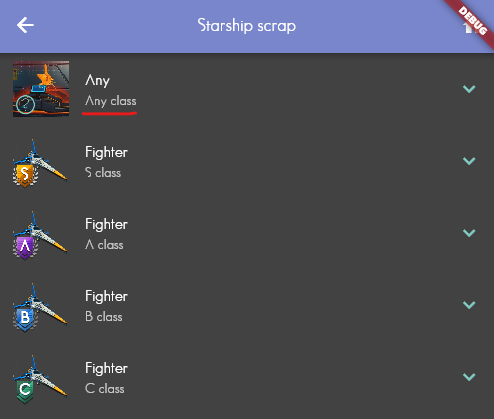 Starship scrap
DEBUG
Any
Any class
Fighter
S class
S
Fighter
A class
A
Fighter
B class
B
Fighter
C class
C